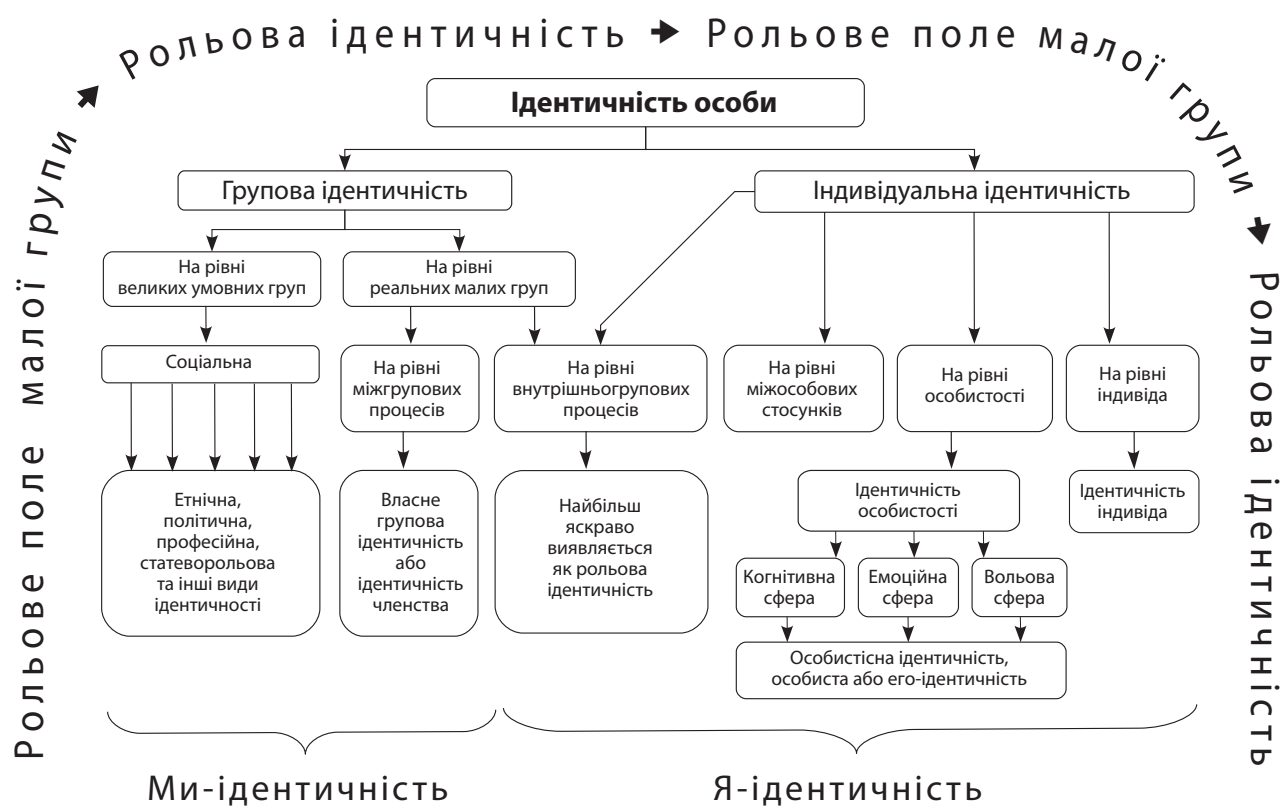 Рольове поле малої групи → Рольова ідентичність → Рольове поле малої групи → Рольова ідентичність
Ідентичність особи
Групова ідентичність
Індивідуальна ідентичність
На рівні
великих умовних груп
На рівні
реальних малих груп
Соціальна
На рівні
міжгрупових
процесів
На рівні
внутрішньогрупових
процесів
На рівні
міжособових
стосунків
На рівні
особистості
На рівні
індивіда
Етнічна,
політична,
професійна,
статеворольова
та інші види
ідентичності
Власне
групова
ідентичність
або
ідентичність
членства
Найбільш
яскраво
виявляється
як рольова
ідентичність
Ідентичність
особистості
Ідентичність
індивіда
Когнітивна
сфера
Емоційна
сфера
Вольова
сфера
Особистісна ідентичність,
особиста або его-ідентичність
Ми-ідентичність
Я-ідентичність